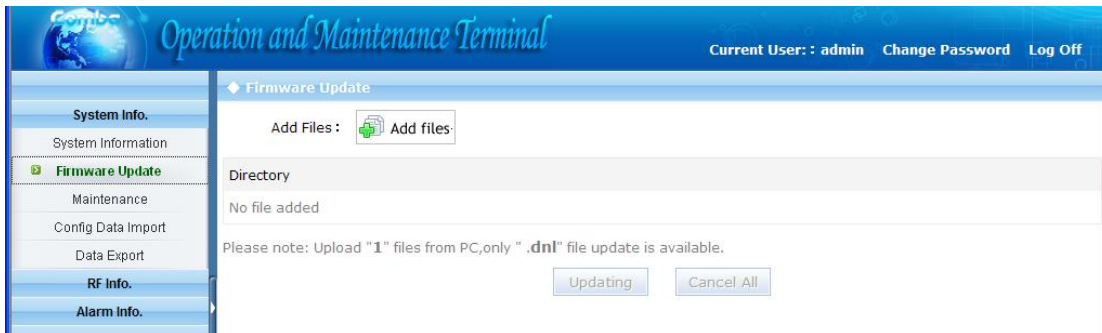 Comba
Operation and Maintenance Terminal
Current User: : admin Change Password Log Off
Firmware Update
System Info.
System Information
Firmware Update
Maintenance
Config Data Import
Data Export
RF Info.
Alarm Info.
Add Files: Add files
Directory
No file added
Please note: Upload "1" files from PC,only " .dnl" file update is available.
Updating Cancel All